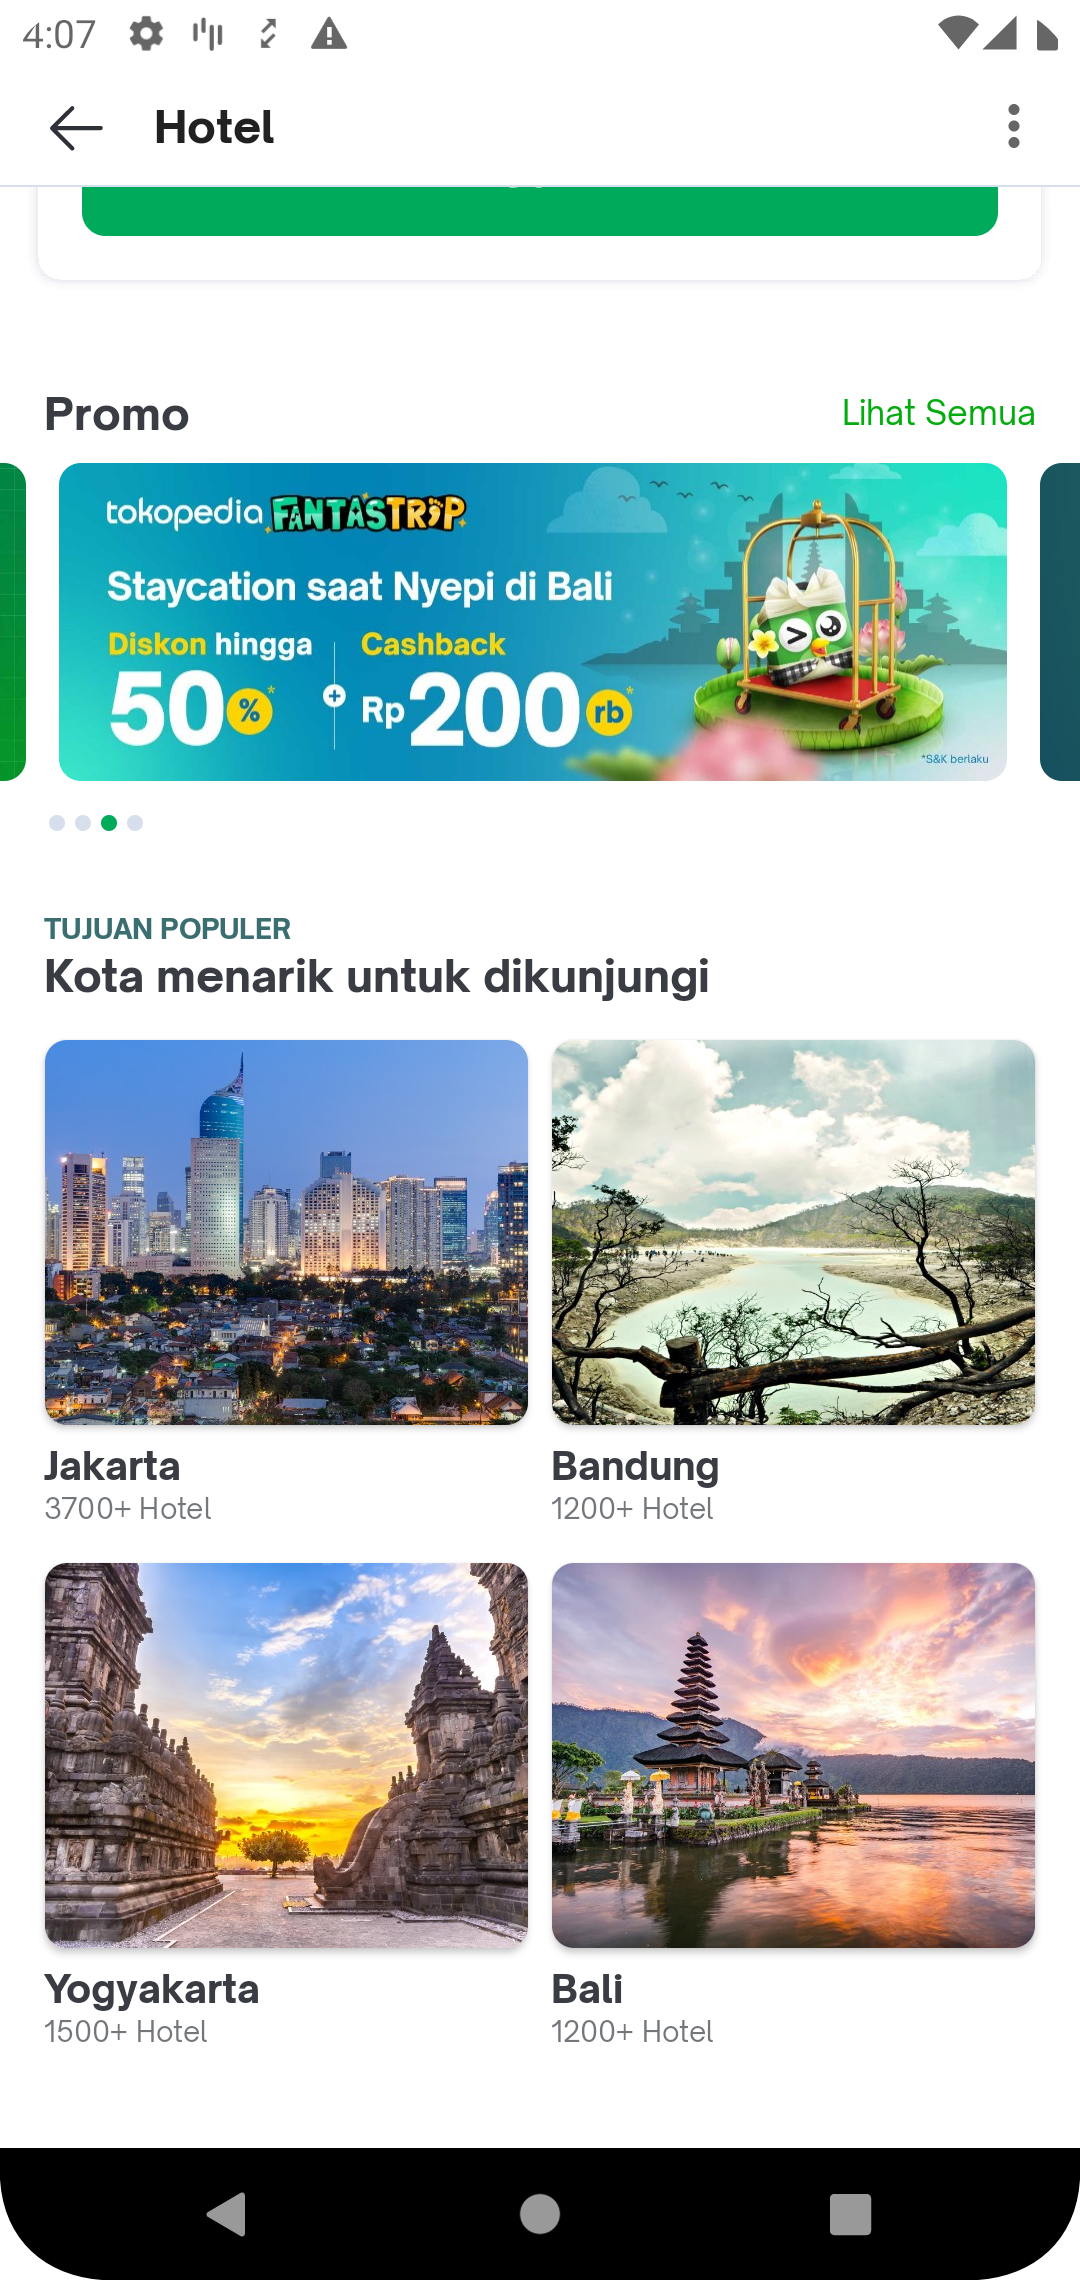 4:07
Hotel
Promo
Lihat Semua
tokopedia FANTASTRIP
Staycation saat Nyepi di Bali
Diskon hingga
50%*
+
Cashback
Rp200rb*
*S&K berlaku
TUJUAN POPULER
Kota menarik untuk dikunjungi
Jakarta
3700+ Hotel
Bandung
1200+ Hotel
Yogyakarta
1500+ Hotel
Bali
1200+ Hotel